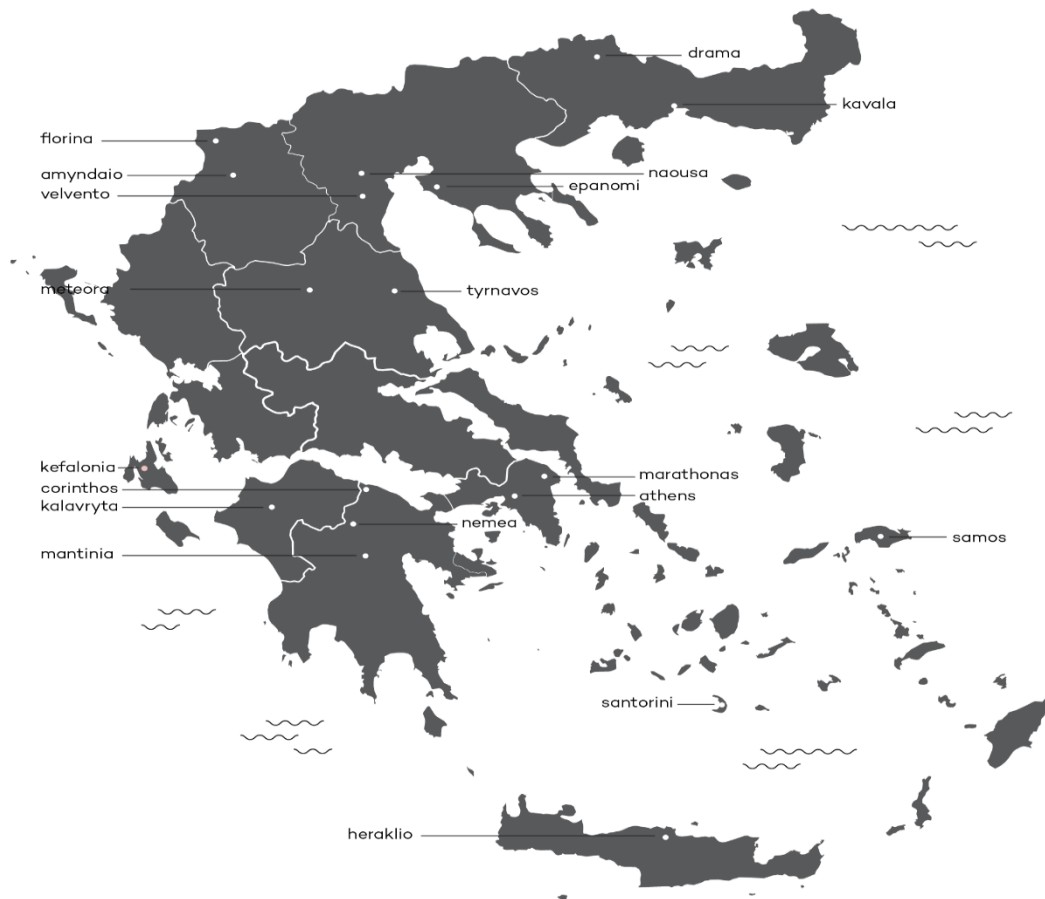 drama
kavala
florina
amyndaio
naousa
velvento
epanomi
meteora
tyrnavos
kefalonia
marathonas
corinthos
athens
kalavryta
nemea
mantinia
samos
santorini
heraklio